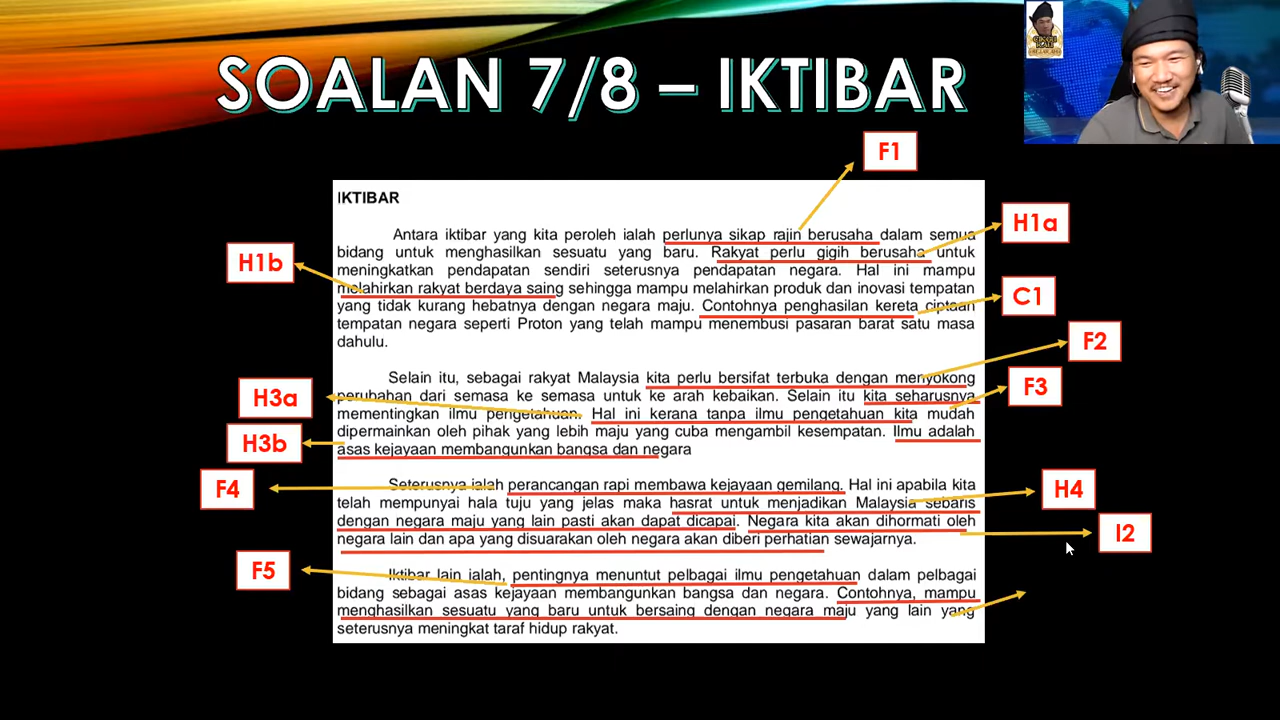 SOALAN 7/8 – IKTIBAR
F1
IKTIBAR
Antara iktibar yang kita peroleh ialah perlunya sikap rajin berusaha dalam semua
bidang untuk menghasilkan sesuatu yang baru. Rakyat perlu gigih berusaha untuk
meningkatkan pendapatan sendiri seterusnya pendapatan negara. Hal ini mampu
melahirkan rakyat berdaya saing sehingga mampu melahirkan produk dan inovasi tempatan
yang tidak kurang hebatnya dengan negara maju. Contohnya penghasilan kereta ciptaan
tempatan negara seperti Proton yang telah mampu menembusi pasaran barat satu masa
dahulu.
H1a
H1b
C1
F2
Selain itu, sebagai rakyat Malaysia kita perlu bersifat terbuka dengan menyokong
perubahan dari semasa ke semasa untuk ke arah kebaikan. Selain itu kita seharusnya
mementingkan ilmu pengetahuan. Hal ini kerana tanpa ilmu pengetahuan kita mudah
dipermainkan oleh pihak yang lebih maju yang cuba mengambil kesempatan. Ilmu adalah
asas kejayaan membangunkan bangsa dan negara
F3
H3a
H3b
Seterusnya ialah perancangan rapi membawa kejayaan gemilang. Hal ini apabila kita
telah mempunyai hala tuju yang jelas maka hasrat untuk menjadikan Malaysia sebaris
dengan negara maju yang lain pasti akan dapat dicapai. Negara kita akan dihormati oleh
negara lain dan apa yang disuarakan oleh negara akan diberi perhatian sewajarnya.
F4
H4
I2
Iktibar lain ialah, pentingnya menuntut pelbagai ilmu pengetahuan dalam pelbagai
bidang sebagai asas kejayaan membangunkan bangsa dan negara. Contohnya, mampu
menghasilkan sesuatu yang baru untuk bersaing dengan negara maju yang lain yang
seterusnya meningkat taraf hidup rakyat.
F5